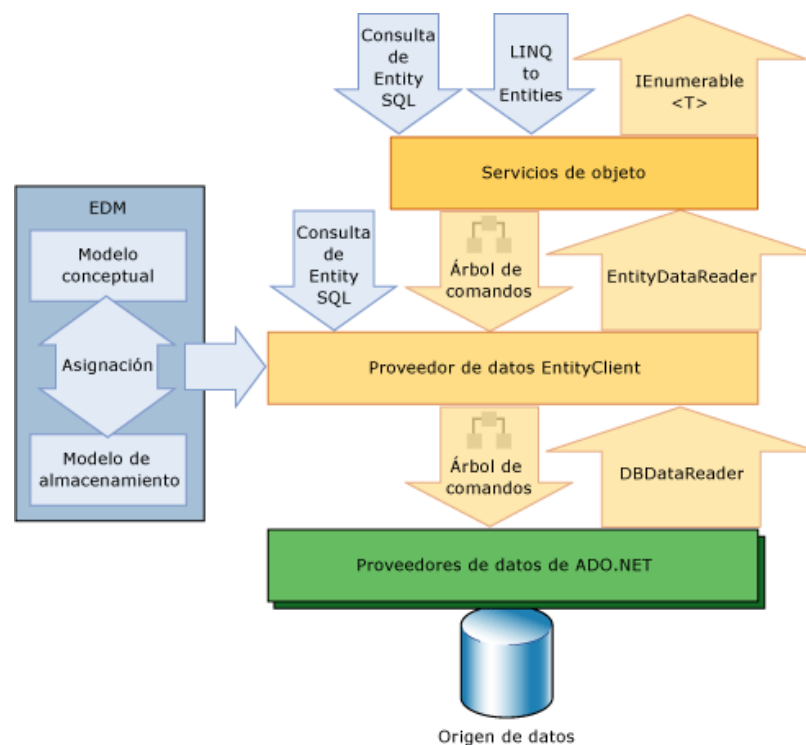 Consulta
de
Entity
SQL
LINQ
to
Entities
IEnumerable
<T>
Servicios de objeto
EDM
Modelo
conceptual
Asignación
Modelo de
almacenamiento
Consulta
de
Entity
SQL
Árbol de
comandos
EntityDataReader
Proveedor de datos EntityClient
Árbol de
comandos
DBDataReader
Proveedores de datos de ADO.NET
Origen de datos